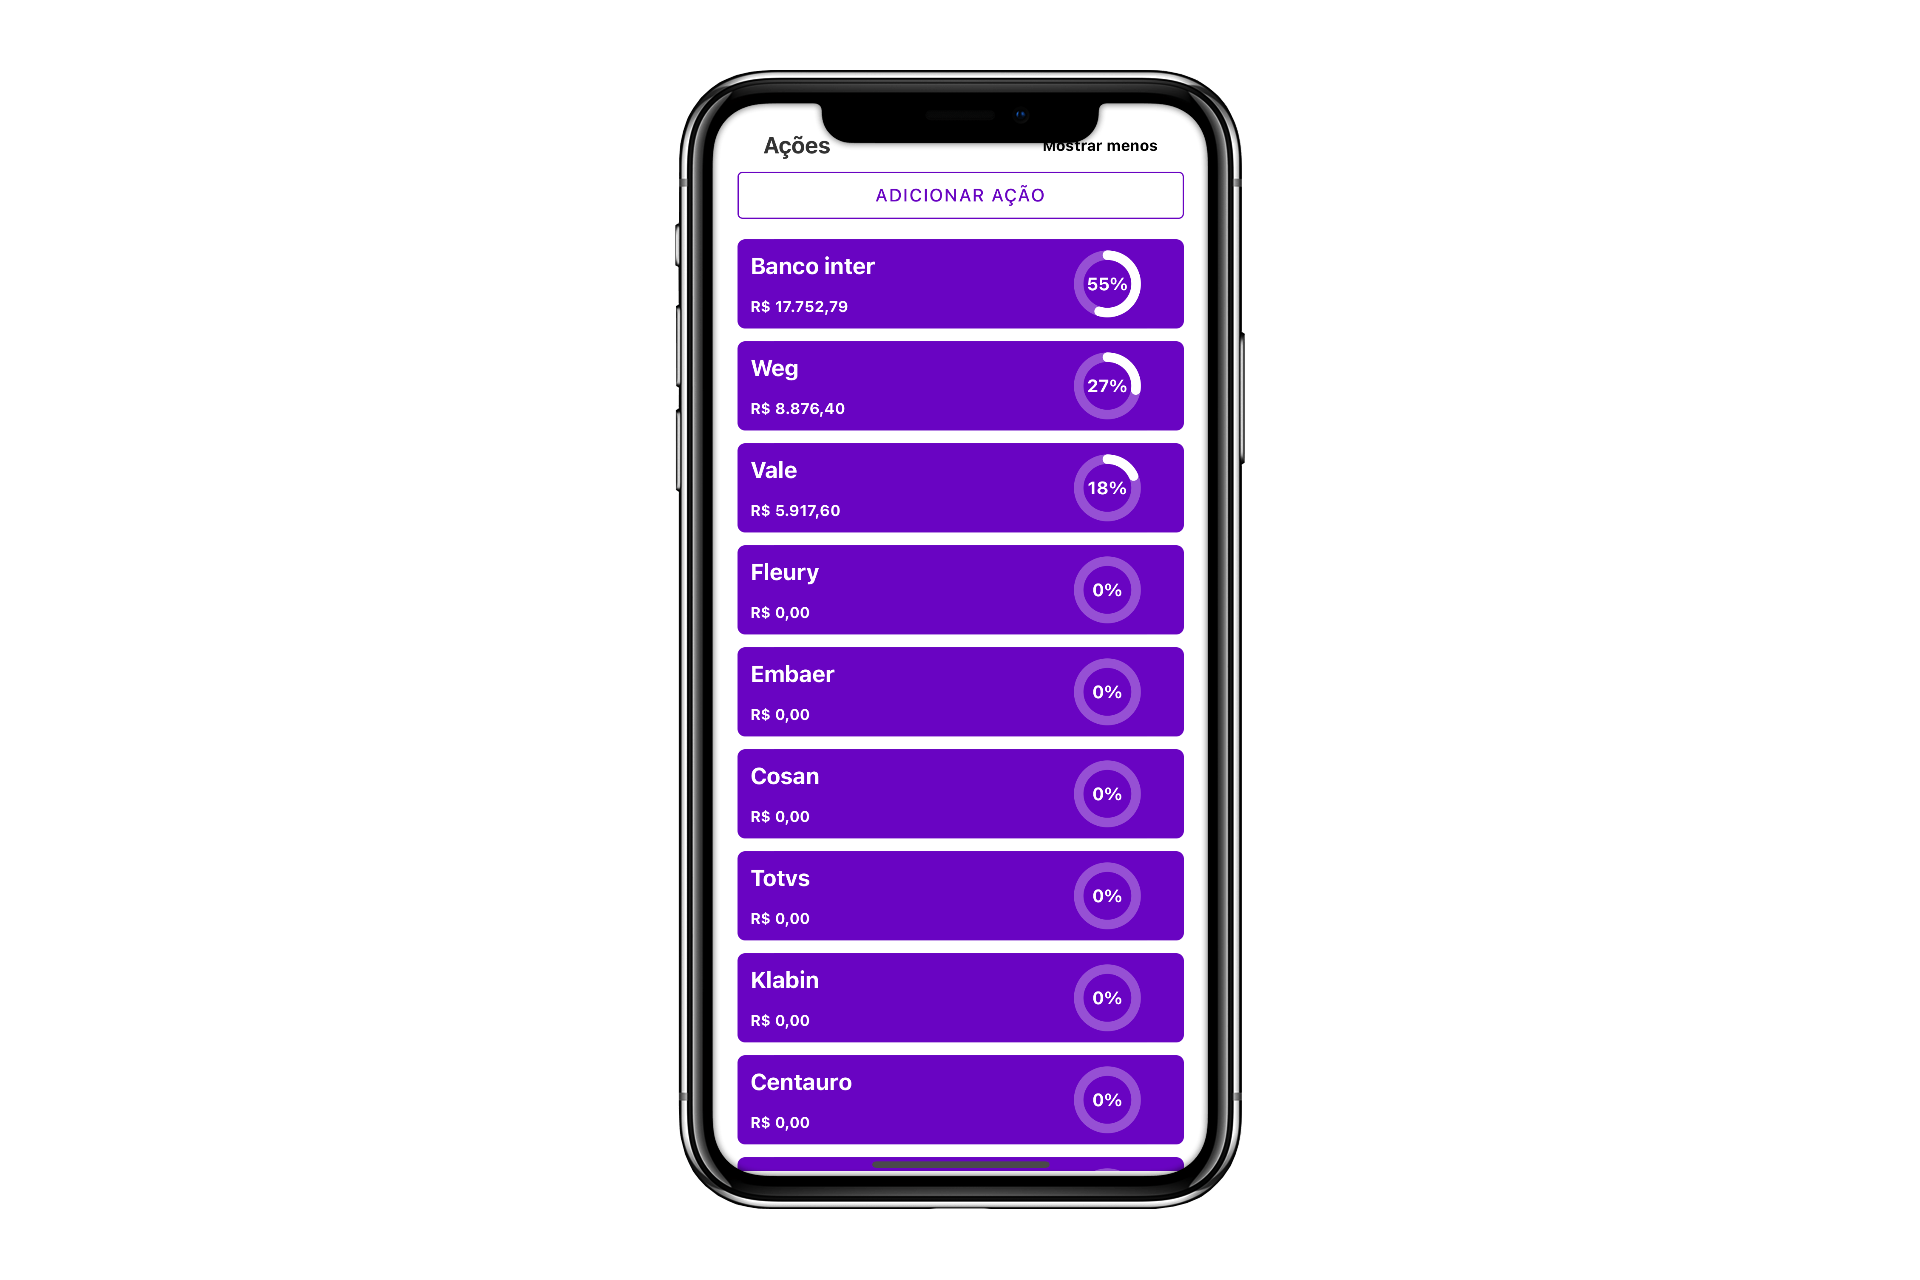 Ações
Mostrar menos
ADICIONAR AÇÃO
Banco inter
R$ 17.752,79
55%
Weg
R$ 8.876,40
27%
Vale
R$ 5.917,60
18%
Fleury
R$ 0,00
0%
Embaer
R$ 0,00
0%
Cosan
R$ 0,00
0%
Totvs
R$ 0,00
0%
Klabin
R$ 0,00
0%
Centauro
R$ 0,00
0%